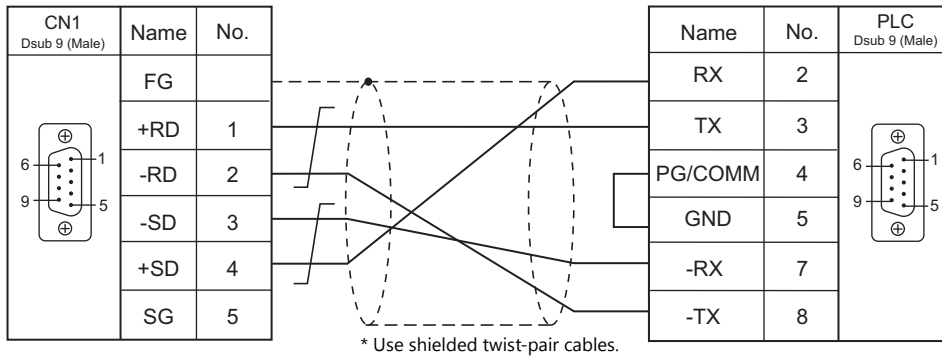 CN1
Dsub 9 (Male)
Name No.
FG
+RD 1
-RD 2
-SD 3
+SD 4
SG 5
6 1
9 5
Name No.
PLC
Dsub 9 (Male)
RX 2
TX 3
PG/COMM 4
GND 5
-RX 7
-TX 8
6 1
9 5
* Use shielded twist-pair cables.